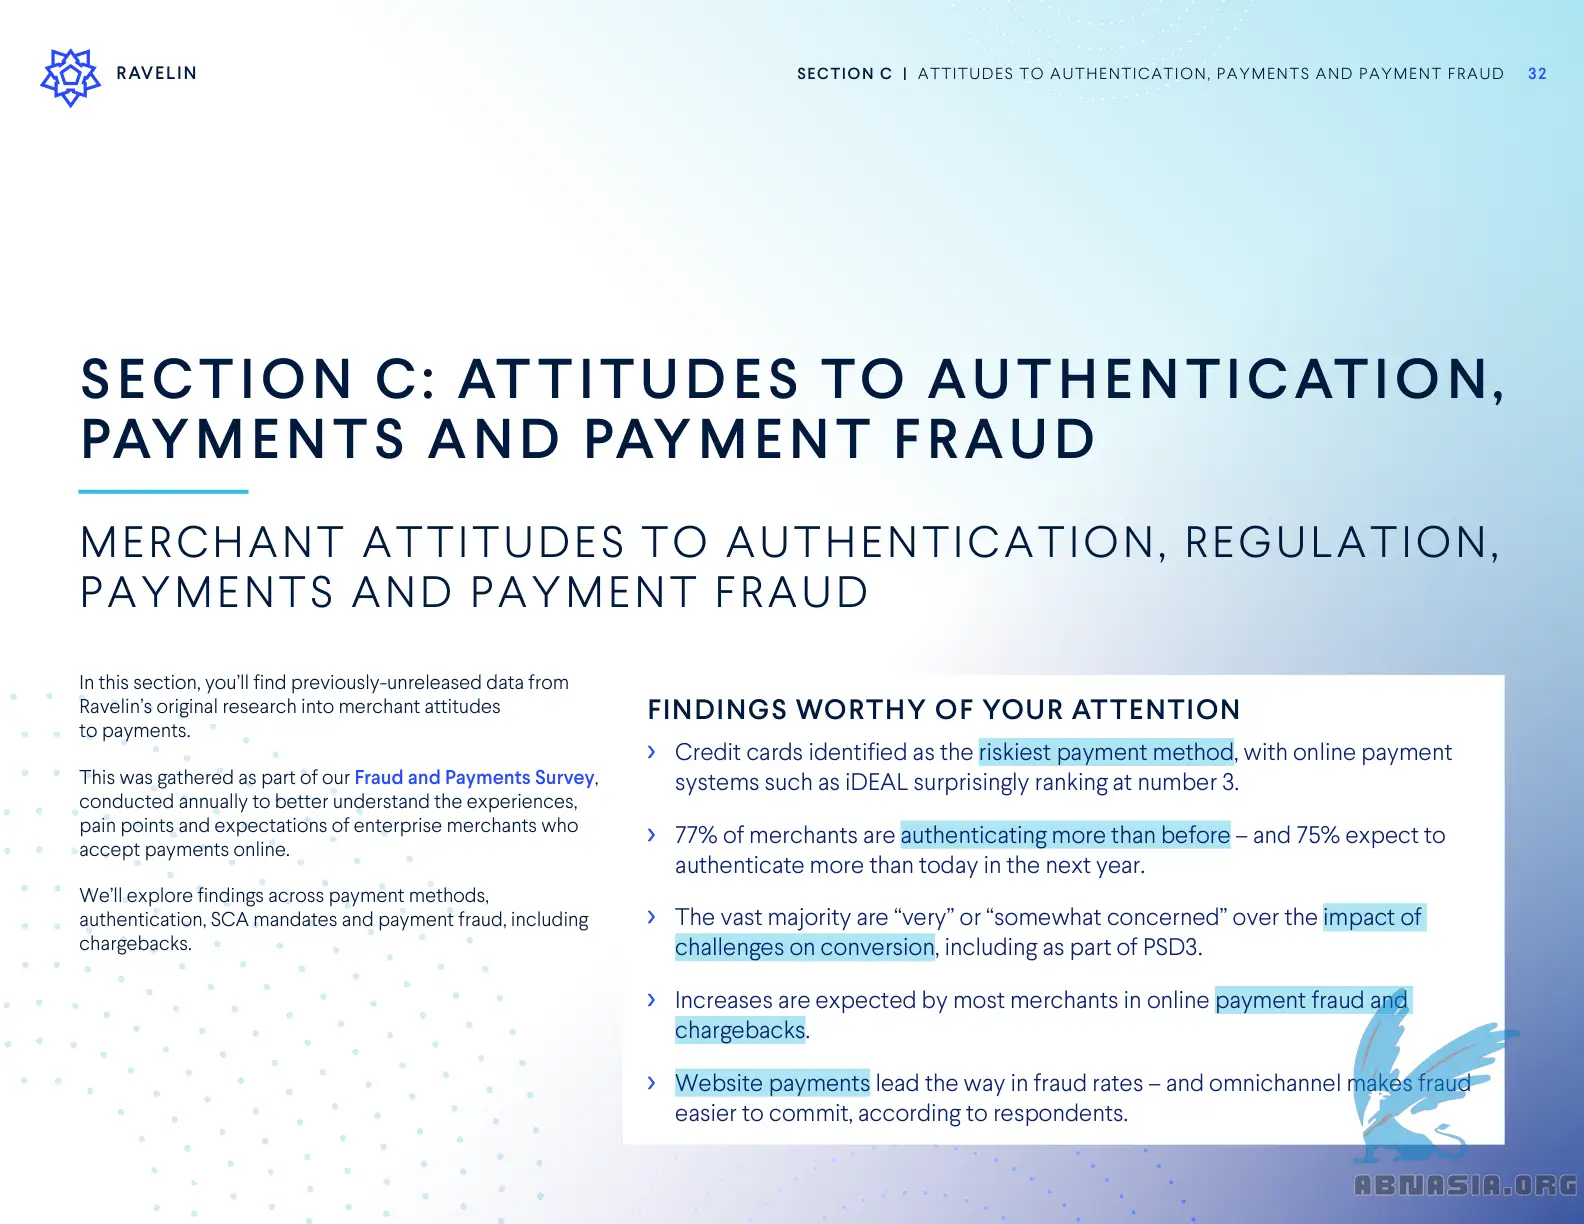 RAVELIN
SECTION C | ATTITUDES TO AUTHENTICATION, PAYMENTS AND PAYMENT FRAUD 32
SECTION C: ATTITUDES TO AUTHENTICATION,
PAYMENTS AND PAYMENT FRAUD
MERCHANT ATTITUDES TO AUTHENTICATION, REGULATION,
PAYMENTS AND PAYMENT FRAUD
In this section, you’ll find previously-unreleased data from
Ravelin’s original research into merchant attitudes
to payments.
This was gathered as part of our Fraud and Payments Survey,
conducted annually to better understand the experiences,
pain points and expectations of enterprise merchants who
accept payments online.
We’ll explore findings across payment methods,
authentication, SCA mandates and payment fraud, including
chargebacks.
FINDINGS WORTHY OF YOUR ATTENTION
› Credit cards identified as the riskiest payment method, with online payment
systems such as iDEAL surprisingly ranking at number 3.
› 77% of merchants are authenticating more than before – and 75% expect to
authenticate more than today in the next year.
› The vast majority are “very” or “somewhat concerned” over the impact of
challenges on conversion, including as part of PSD3.
› Increases are expected by most merchants in online payment fraud and
chargebacks.
› Website payments lead the way in fraud rates – and omnichannel makes fraud
easier to commit, according to respondents.
ABNASIA.ORG